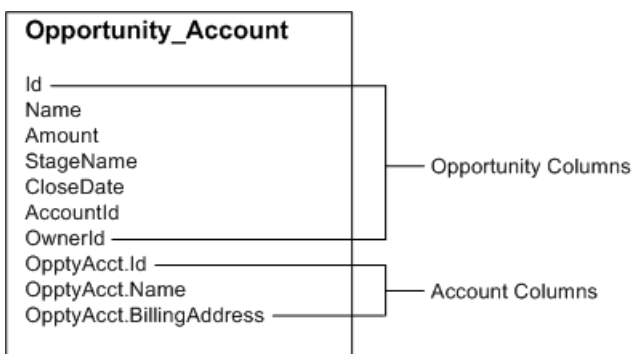 Opportunity_Account
Id
Name
Amount
StageName
CloseDate
AccountId
OwnerId
Opportunity Columns
OpptyAcct.Id
OpptyAcct.Name
OpptyAcct.BillingAddress
Account Columns